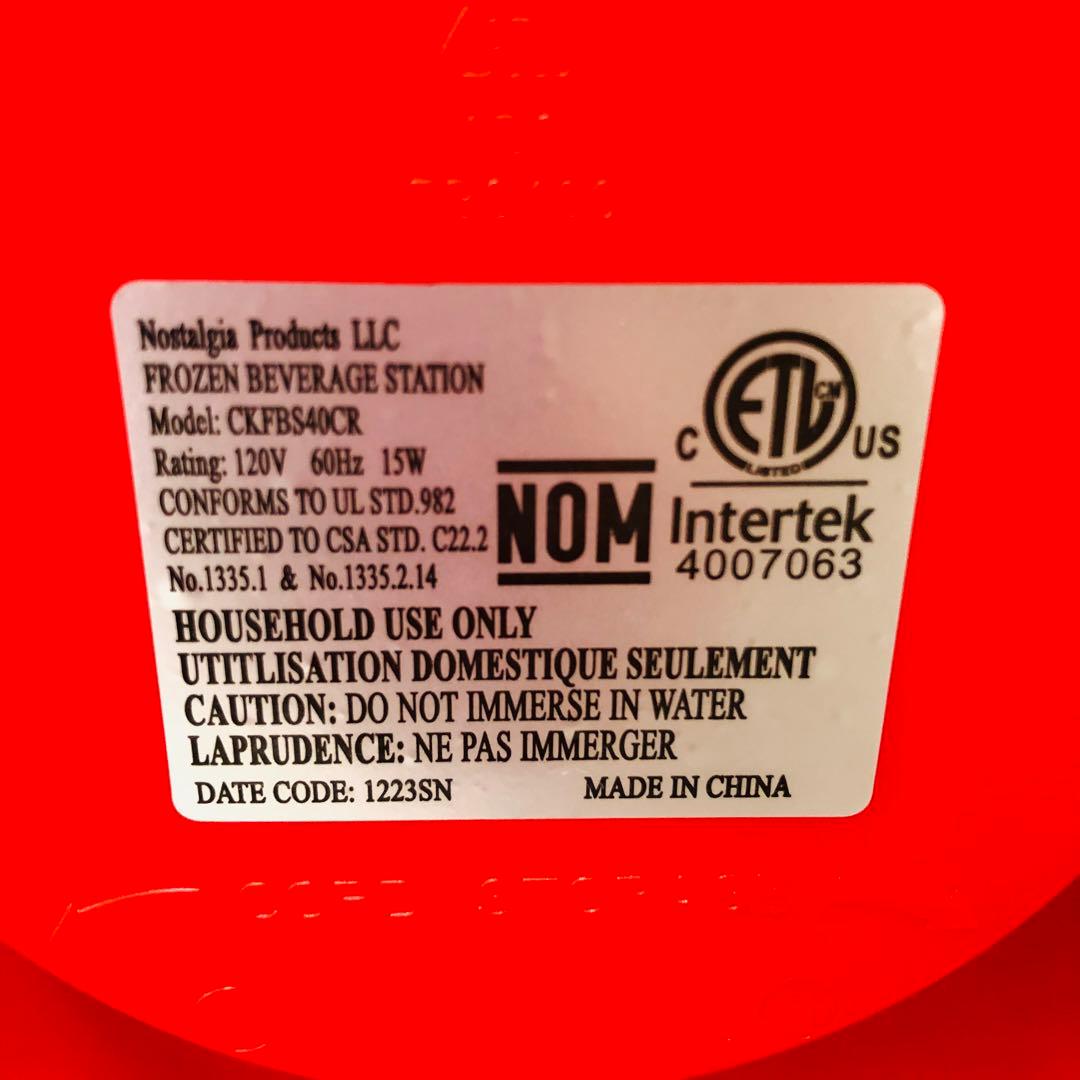 Nostalgia Products LLC
FROZEN BEVERAGE STATION
Model: CKFBS40CR
Rating: 120V 60Hz 15W
CONFORMS TO UL STD.982
CERTIFIED TO CSA STD. C22.2
No.1335.1 & No.1335.2.14
NOM
C ETL CM US
LISTED
Intertek
4007063
HOUSEHOLD USE ONLY
UTITLISATION DOMESTIQUE SEULEMENT
CAUTION: DO NOT IMMERSE IN WATER
LAPRUDENCE: NE PAS IMMERGER
DATE CODE: 1223SN MADE IN CHINA
CORD STORAGE